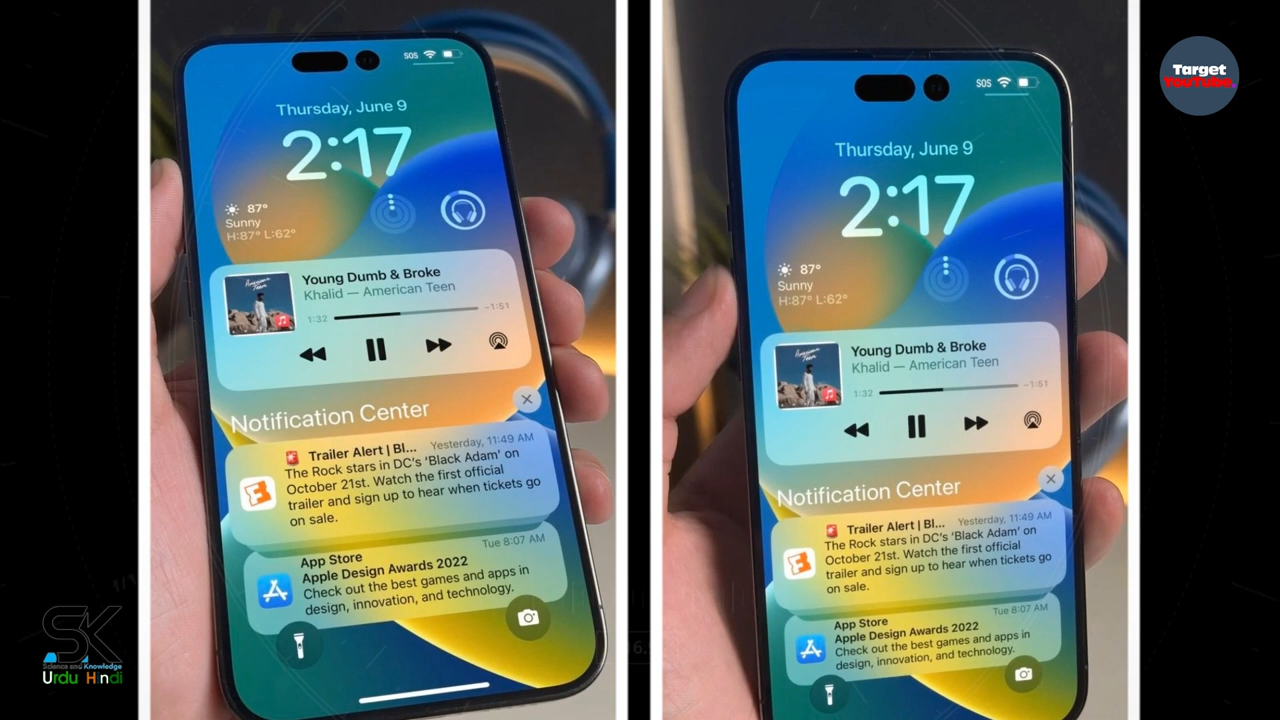 SOS
Thursday, June 9
2:17
87°
Sunny
H:87° L:62°
American Teen
Young Dumb & Broke
Khalid — American Teen
1:32
-1:51
Notification Center
Trailer Alert | Bl...
Yesterday, 11:49 AM
The Rock stars in DC's 'Black Adam' on
October 21st. Watch the first official
trailer and sign up to hear when tickets go
on sale.
App Store
Tue 8:07 AM
Apple Design Awards 2022
Check out the best games and apps in
design, innovation, and technology.
SOS
Thursday, June 9
2:17
87°
Sunny
H:87° L:62°
American Teen
Young Dumb & Broke
Khalid — American Teen
1:32
-1:51
Notification Center
Trailer Alert | Bl...
Yesterday, 11:49 AM
The Rock stars in DC's 'Black Adam' on
October 21st. Watch the first official
trailer and sign up to hear when tickets go
on sale.
App Store
Tue 8:07 AM
Apple Design Awards 2022
Check out the best games and apps in
design, innovation, and technology.
Target
YouTube.
SK
Science and Knowledge
Urdu Hindi